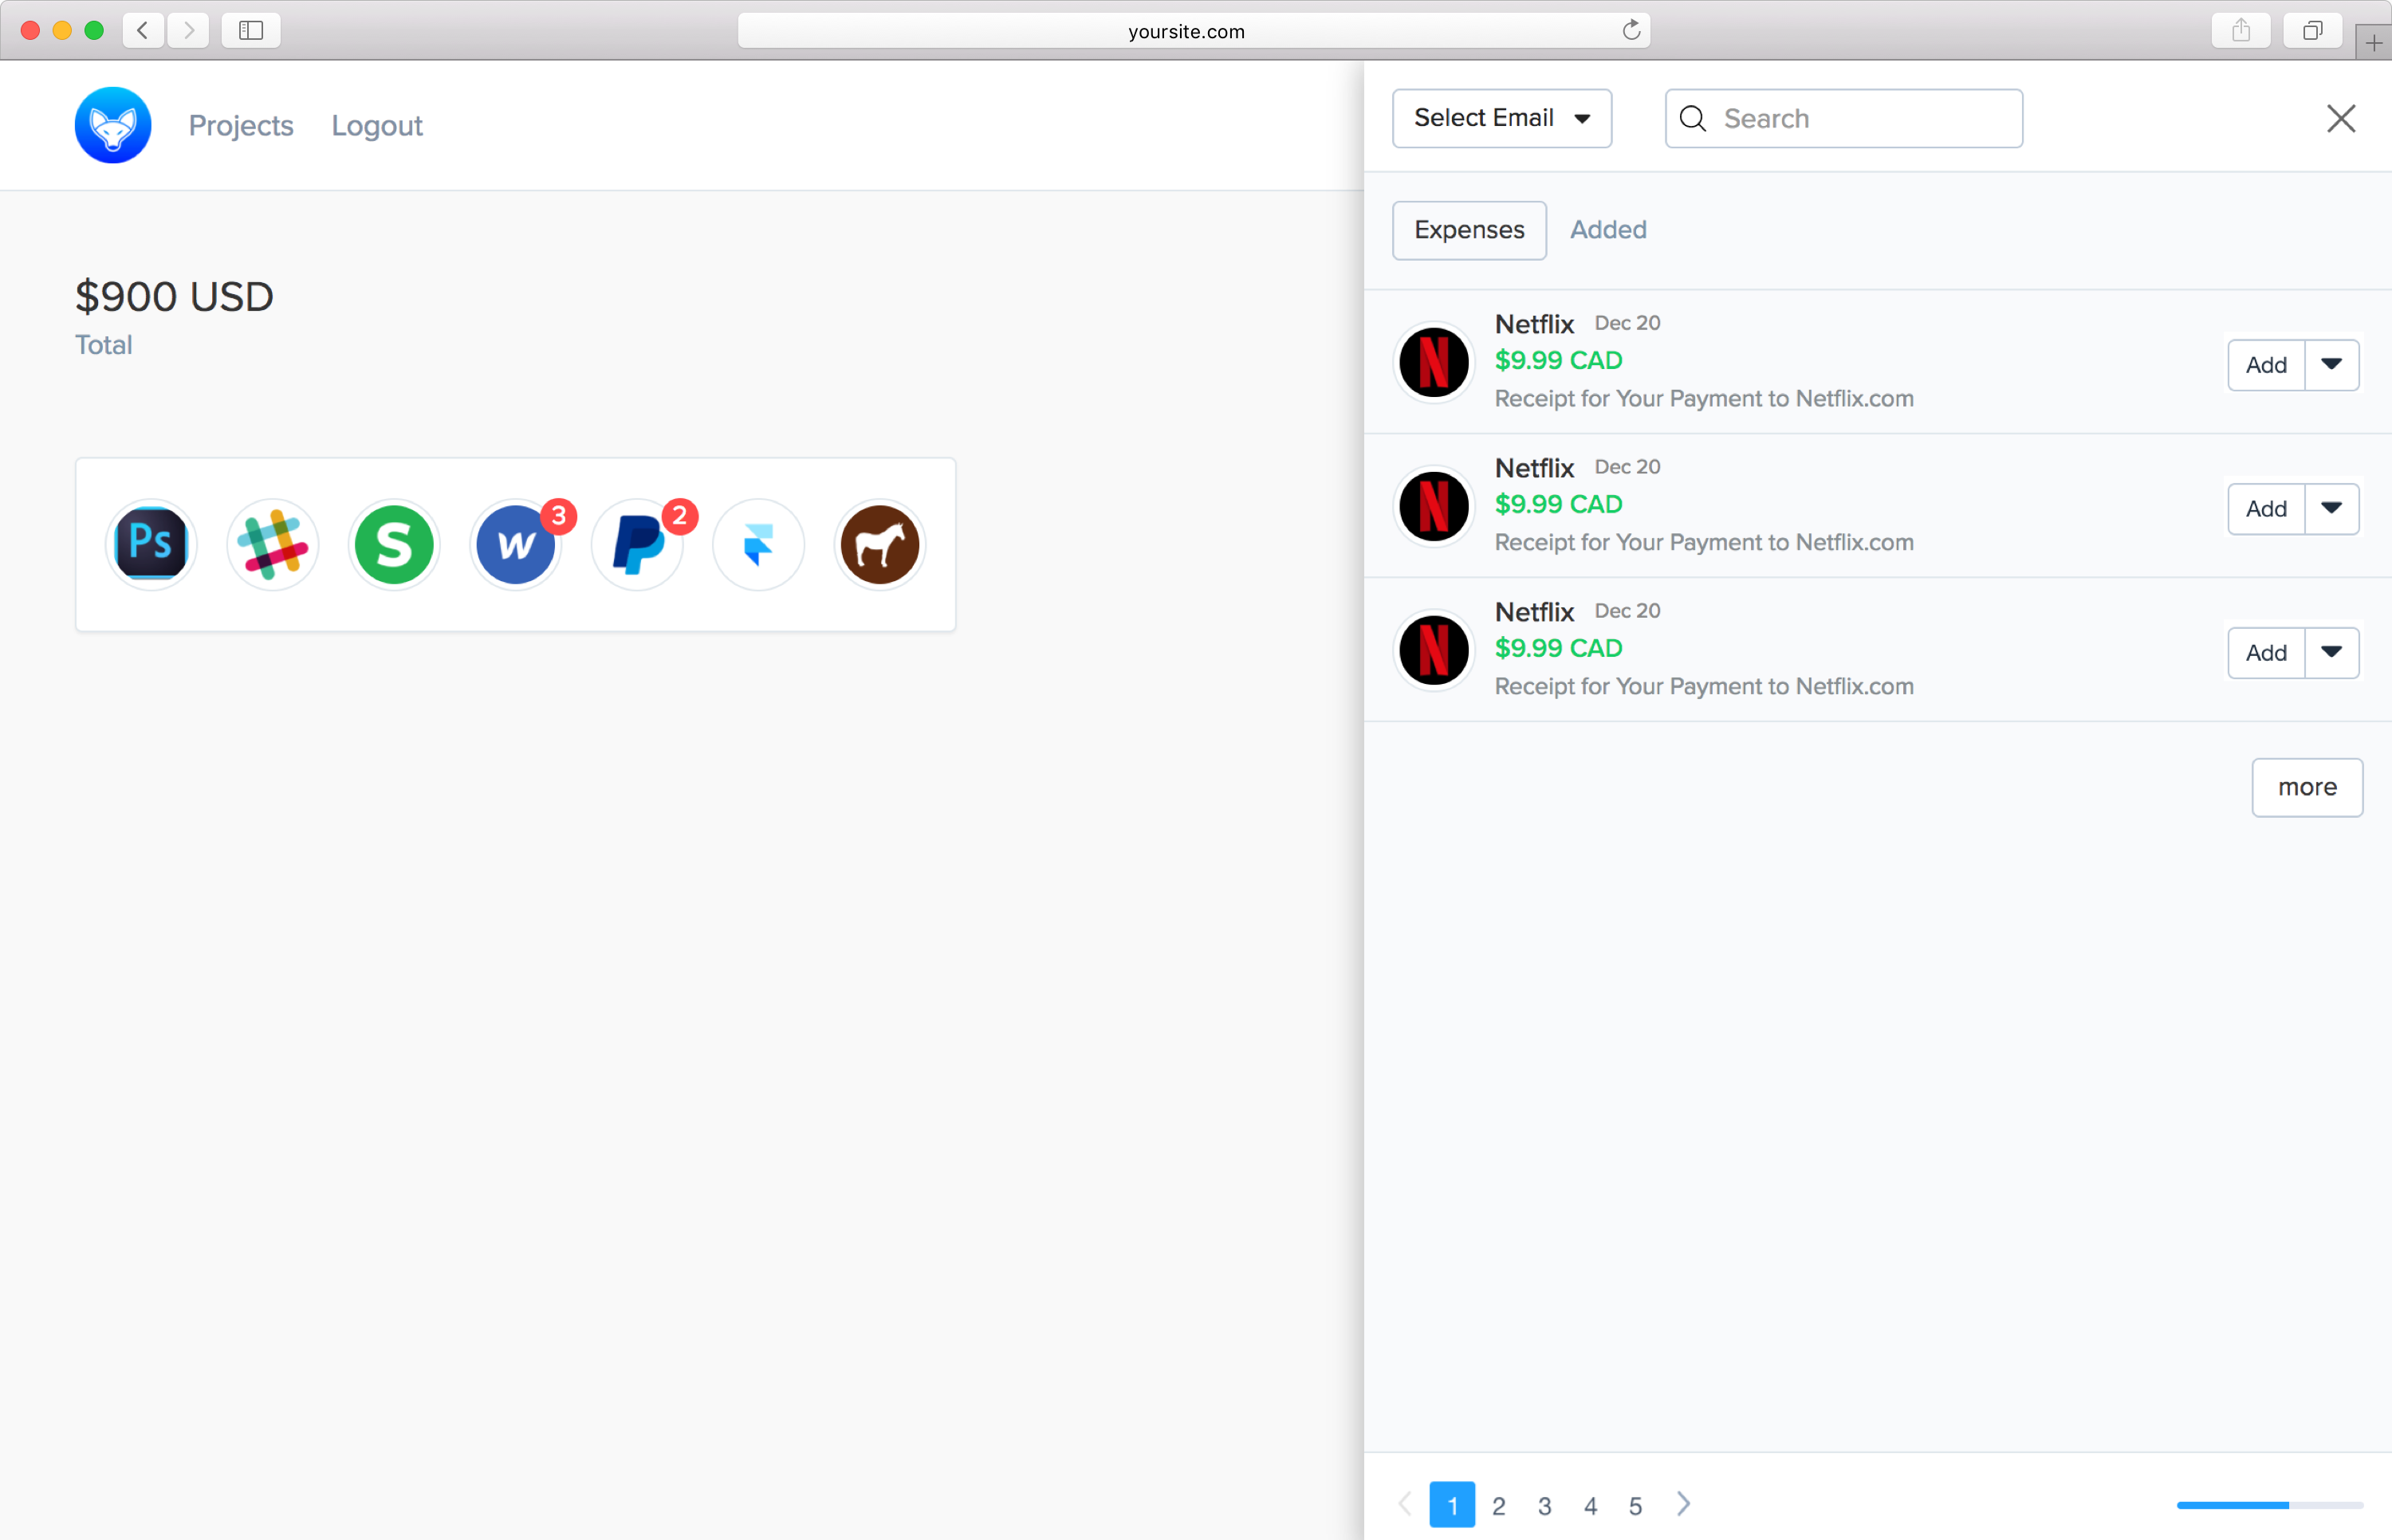 yoursite.com
Projects Logout
$900 USD
Total
Ps S w 3 2
Select Email Search
Expenses Added
N Netflix Dec 20
$9.99 CAD
Receipt for Your Payment to Netflix.com
Add
N Netflix Dec 20
$9.99 CAD
Receipt for Your Payment to Netflix.com
Add
N Netflix Dec 20
$9.99 CAD
Receipt for Your Payment to Netflix.com
Add
more
1 2 3 4 5